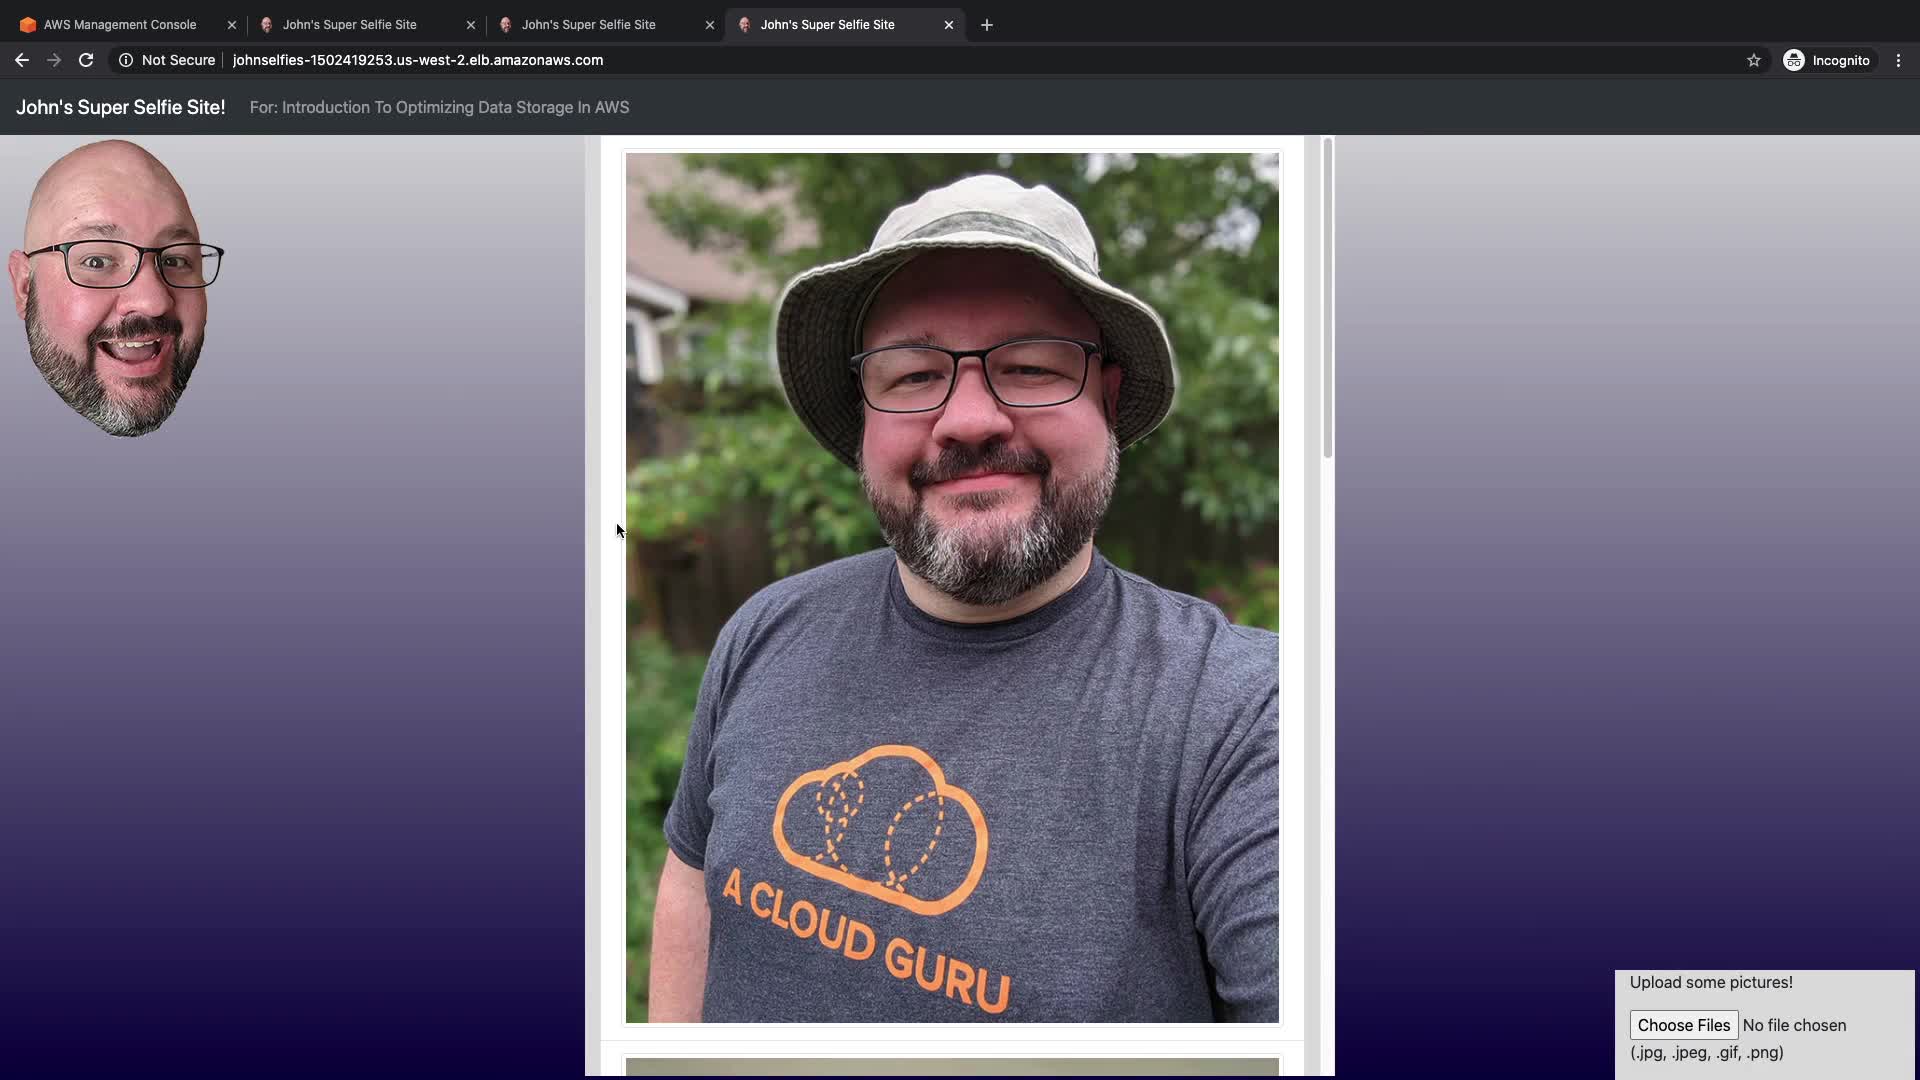 AWS Management Console
John's Super Selfie Site
John's Super Selfie Site
John's Super Selfie Site
Not Secure
johnselfies-1502419253.us-west-2.elb.amazonaws.com
Incognito
John's Super Selfie Site!
For: Introduction To Optimizing Data Storage In AWS
A CLOUD GURU
Upload some pictures!
Choose Files No file chosen
(.jpg, .jpeg, .gif, .png)